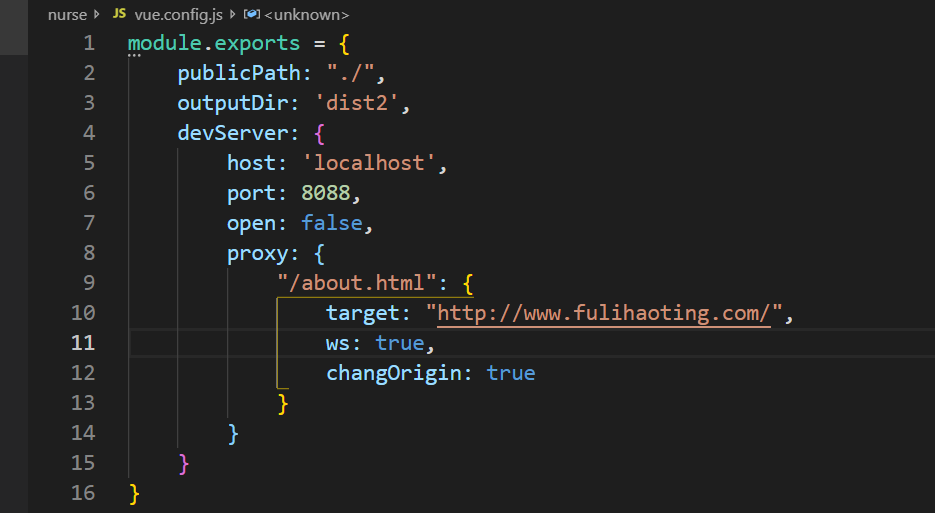 nurse > JS vue.config.js > <unknown>
1 module.exports = {
2 publicPath: "./",
3 outputDir: 'dist2',
4 devServer: {
5 host: 'localhost',
6 port: 8088,
7 open: false,
8 proxy: {
9 "/about.html": {
10 target: "http://www.fulihaoting.com/",
11 ws: true,
12 changOrigin: true
13 }
14 }
15 }
16 }